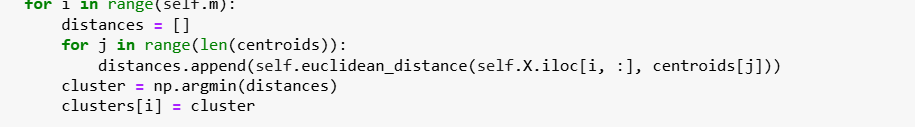 for i in range(self.m):
    distances = []
    for j in range(len(centroids)):
        distances.append(self.euclidean_distance(self.X.iloc[i, :], centroids[j]))
    cluster = np.argmin(distances)
    clusters[i] = cluster